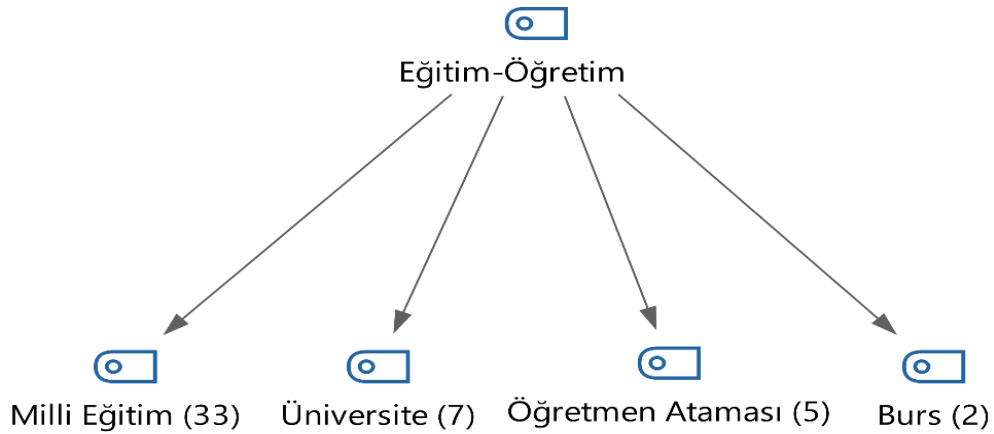 Eğitim-Öğretim
Milli Eğitim (33)
Üniversite (7)
Öğretmen Ataması (5)
Burs (2)